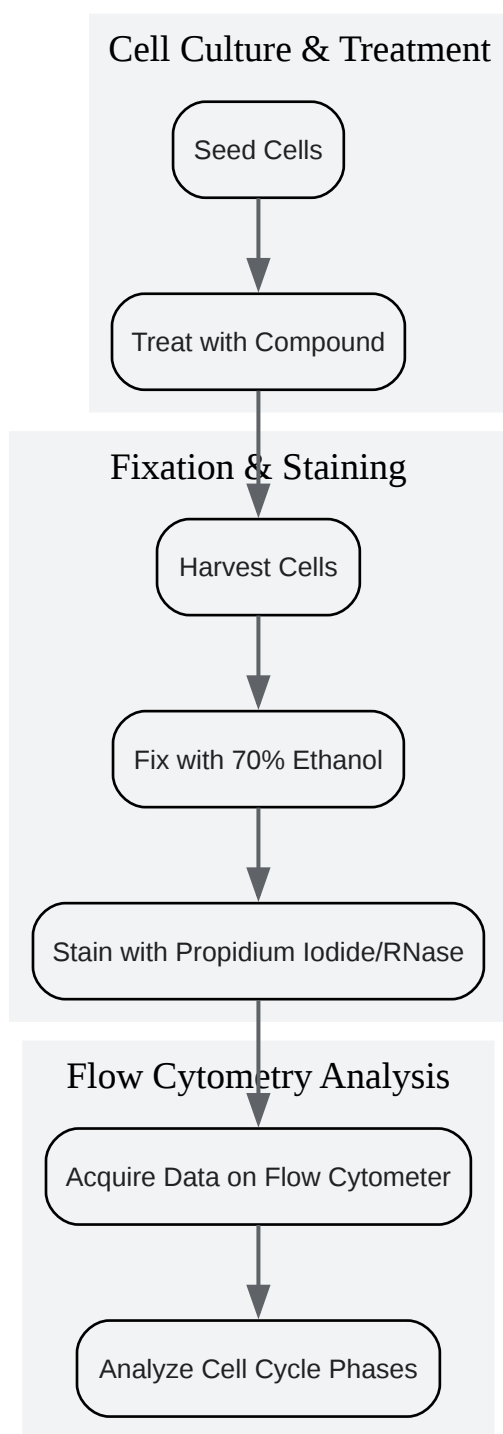 Cell Culture & Treatment
Seed Cells
Treat with Compound
Fixation & Staining
Harvest Cells
Fix with 70% Ethanol
Stain with Propidium Iodide/RNase
Flow Cytometry Analysis
Acquire Data on Flow Cytometer
Analyze Cell Cycle Phases